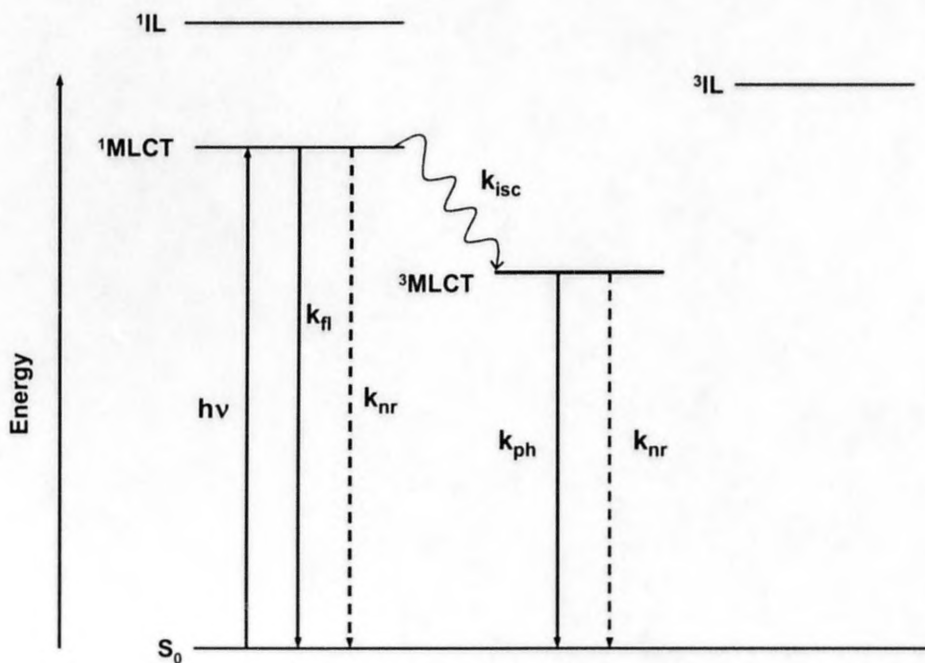 ¹IL
³IL
¹MLCT
k_isc
³MLCT
k_fl
Energy
hν
k_nr
k_ph
k_nr
S₀